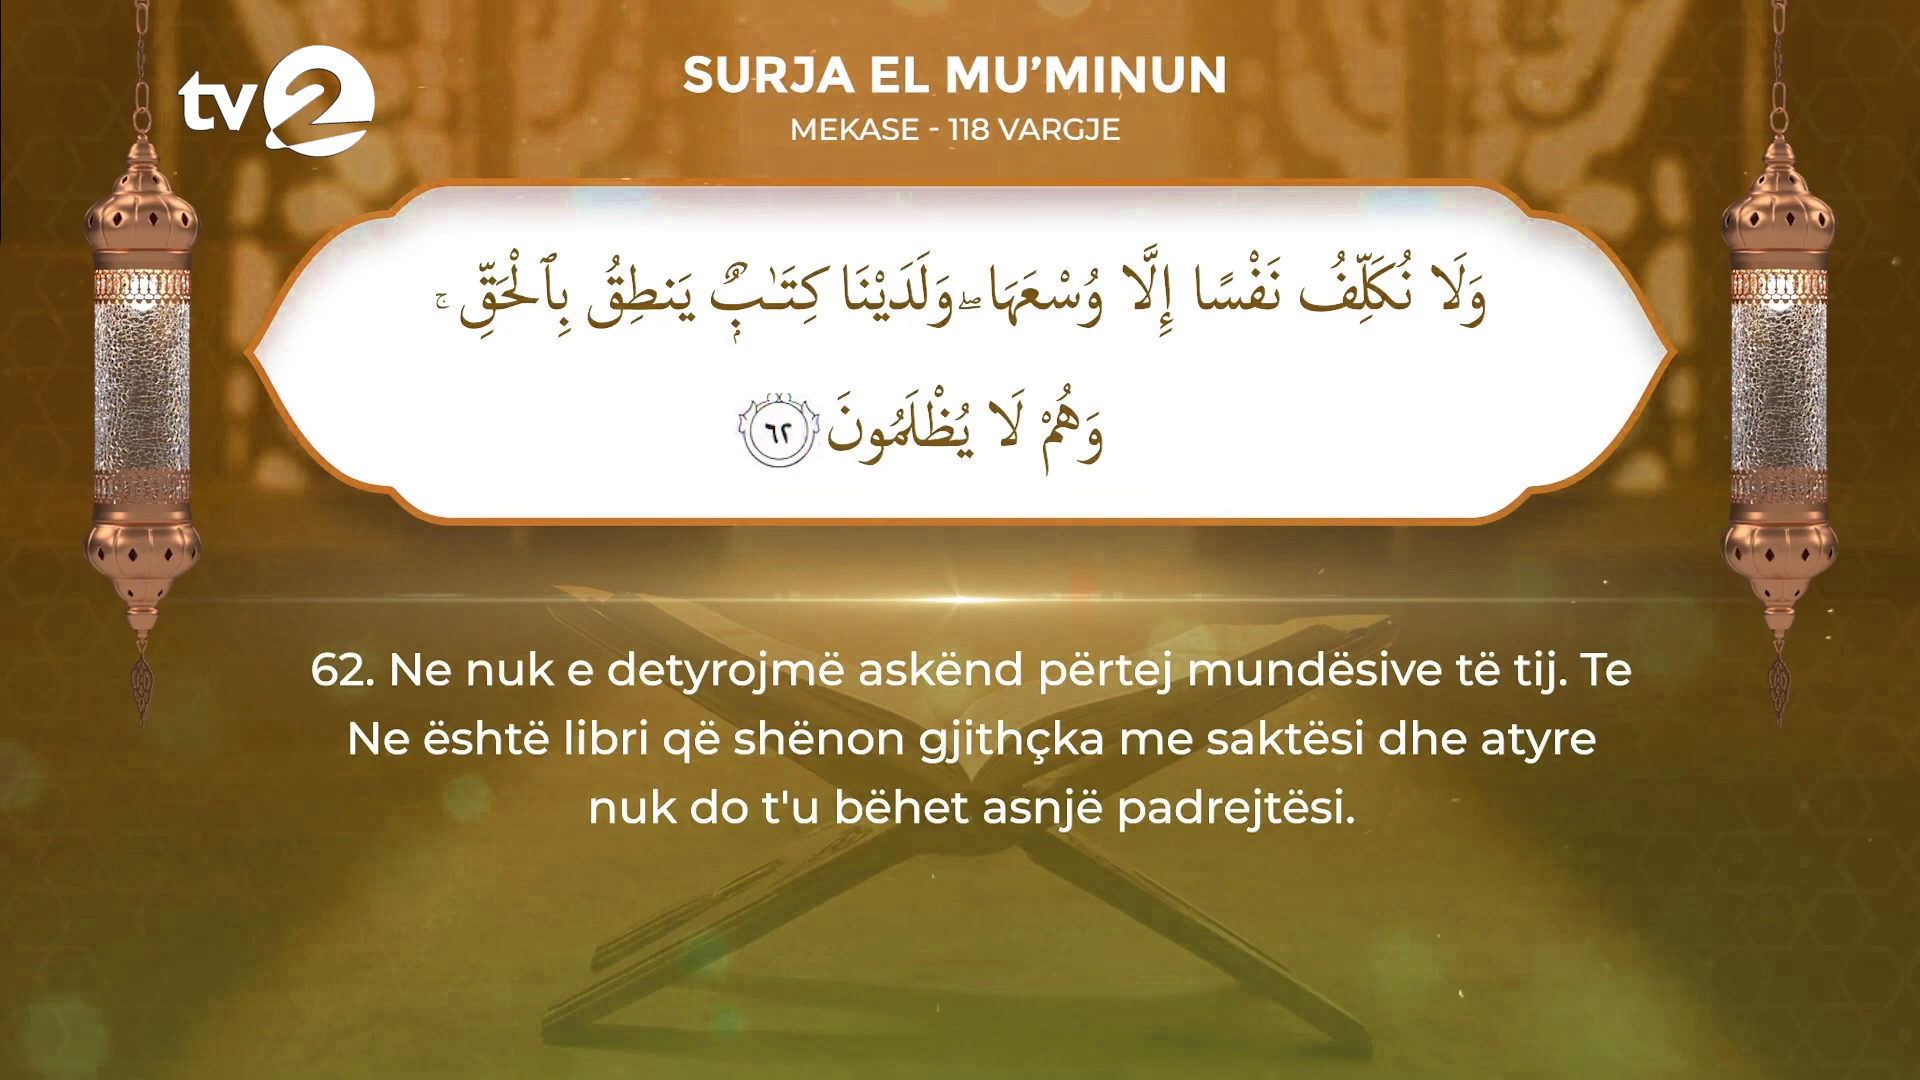 tv2
SURJA EL MU’MINUN
MEKASE - 118 VARGJE
وَلَا نُكَلِّفُ نَفْسًا إِلَّا وُسْعَهَا ۖ وَلَدَيْنَا كِتَـٰبٌۭ يَنطِقُ بِٱلْحَقِّ ۚ
وَهُمْ لَا يُظْلَمُونَ ٦٢
62. Ne nuk e detyrojmë askënd përtej mundësive të tij. Te
Ne është libri që shënon gjithçka me saktësi dhe atyre
nuk do t'u bëhet asnjë padrejtësi.